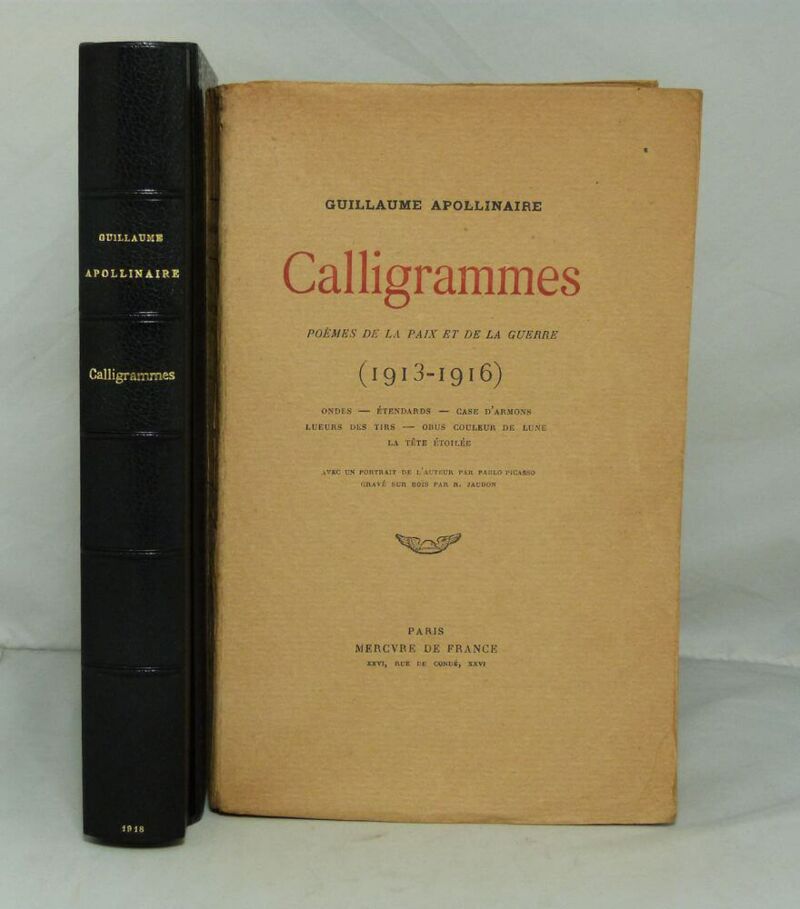 GUILLAUME
APOLLINAIRE
Calligrammes
1918
GUILLAUME APOLLINAIRE
Calligrammes
POÈMES DE LA PAIX ET DE LA GUERRE
(1913-1916)
ONDES — ÉTENDARDS — CASE D'ARMONS
LUEURS DES TIRS — OBUS COULEUR DE LUNE
LA TÊTE ÉTOILÉE
AVEC UN PORTRAIT DE L'AUTEUR PAR PABLO PICASSO
GRAVÉ SUR BOIS PAR R. JAUDON
PARIS
MERCVRE DE FRANCE
XXVI, RUE DE CONDÉ, XXVI